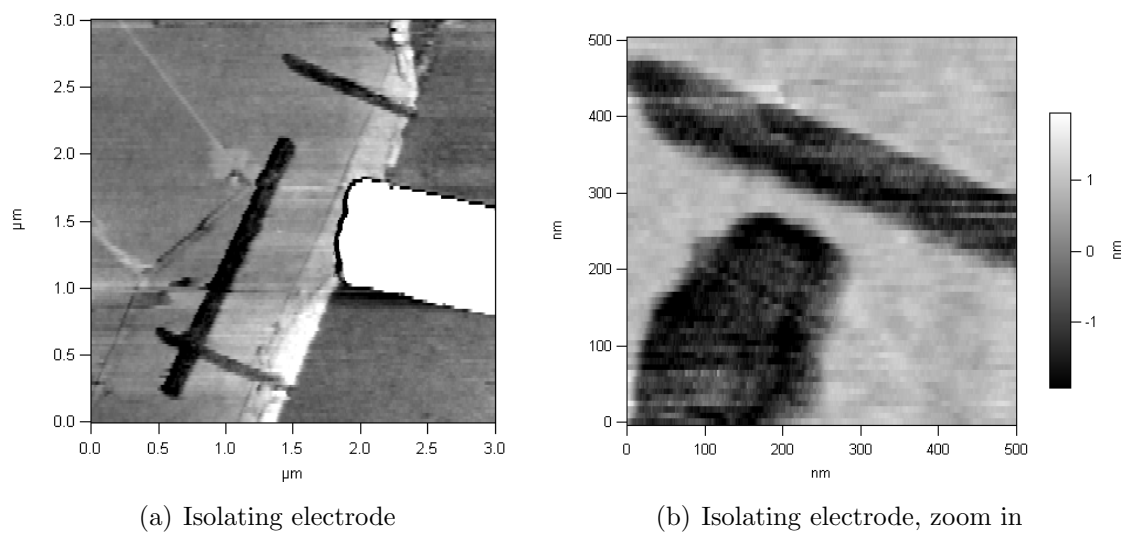 3.0
2.5
2.0
1.5
1.0
0.5
0.0
µm
0.0 0.5 1.0 1.5 2.0 2.5 3.0
µm
(a) Isolating electrode
500
400
300
200
100
0
nm
0 100 200 300 400 500
nm
1
0
-1
nm
(b) Isolating electrode, zoom in